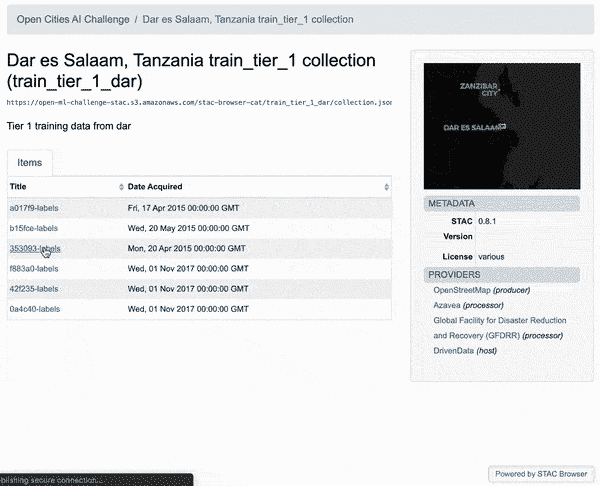 Open Cities AI Challenge / Dar es Salaam, Tanzania train_tier_1 collection
Dar es Salaam, Tanzania train_tier_1 collection
(train_tier_1_dar)
https://open-ml-challenge-stac.s3.amazonaws.com/stac-browser-cat/train_tier_1_dar/collection.json
Tier 1 training data from dar
Items
Title Date Acquired
a017f9-labels Fri, 17 Apr 2015 00:00:00 GMT
b15fce-labels Wed, 20 May 2015 00:00:00 GMT
353093-labels Mon, 20 Apr 2015 00:00:00 GMT
f883a0-labels Wed, 01 Nov 2017 00:00:00 GMT
42f235-labels Wed, 01 Nov 2017 00:00:00 GMT
0a4c40-labels Wed, 01 Nov 2017 00:00:00 GMT
ZANZIBAR
CITY
DAR ES SALAAM
METADATA
STAC 0.8.1
Version
License various
PROVIDERS
OpenStreetMap (producer)
Azavea (processor)
Global Facility for Disaster Reduction
and Recovery (GFDRR) (processor)
DrivenData (host)
Powered by STAC Browser
blishing secure connection...